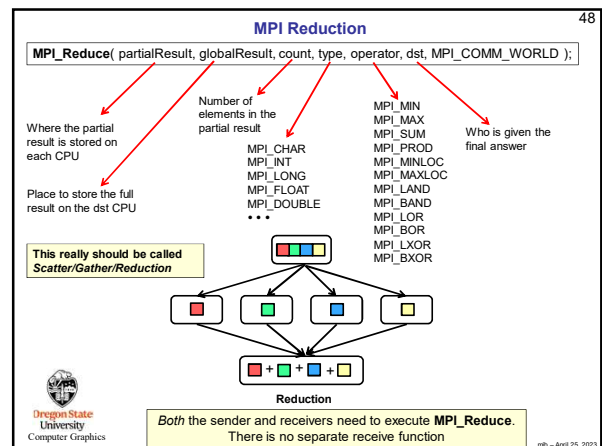 48
MPI Reduction
MPI_Reduce( partialResult, globalResult, count, type, operator, dst, MPI_COMM_WORLD );
Where the partial
result is stored on
each CPU
Place to store the full
result on the dst CPU
Number of
elements in the
partial result
MPI_CHAR
MPI_INT
MPI_LONG
MPI_FLOAT
MPI_DOUBLE
• • •
MPI_MIN
MPI_MAX
MPI_SUM
MPI_PROD
MPI_MINLOC
MPI_MAXLOC
MPI_LAND
MPI_BAND
MPI_LOR
MPI_BOR
MPI_LXOR
MPI_BXOR
Who is given the
final answer
This really should be called
Scatter/Gather/Reduction
+ + +
Reduction
Both the sender and receivers need to execute MPI_Reduce.
There is no separate receive function
Oregon State
University
Computer Graphics
mjb – April 25, 2023